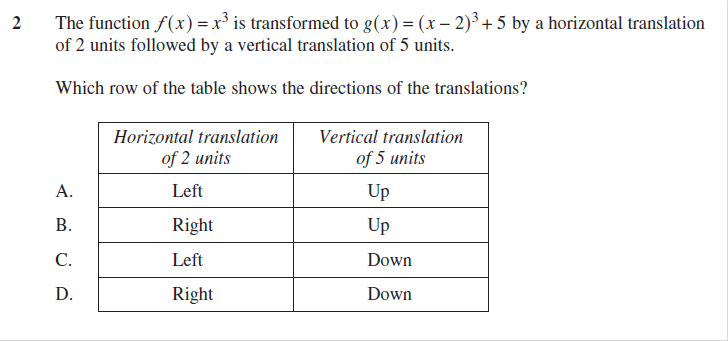 2 The function f(x) = x³ is transformed to g(x) = (x – 2)³ + 5 by a horizontal translation
of 2 units followed by a vertical translation of 5 units.
Which row of the table shows the directions of the translations?
Horizontal translation of 2 units Vertical translation of 5 units
A. Left Up
B. Right Up
C. Left Down
D. Right Down